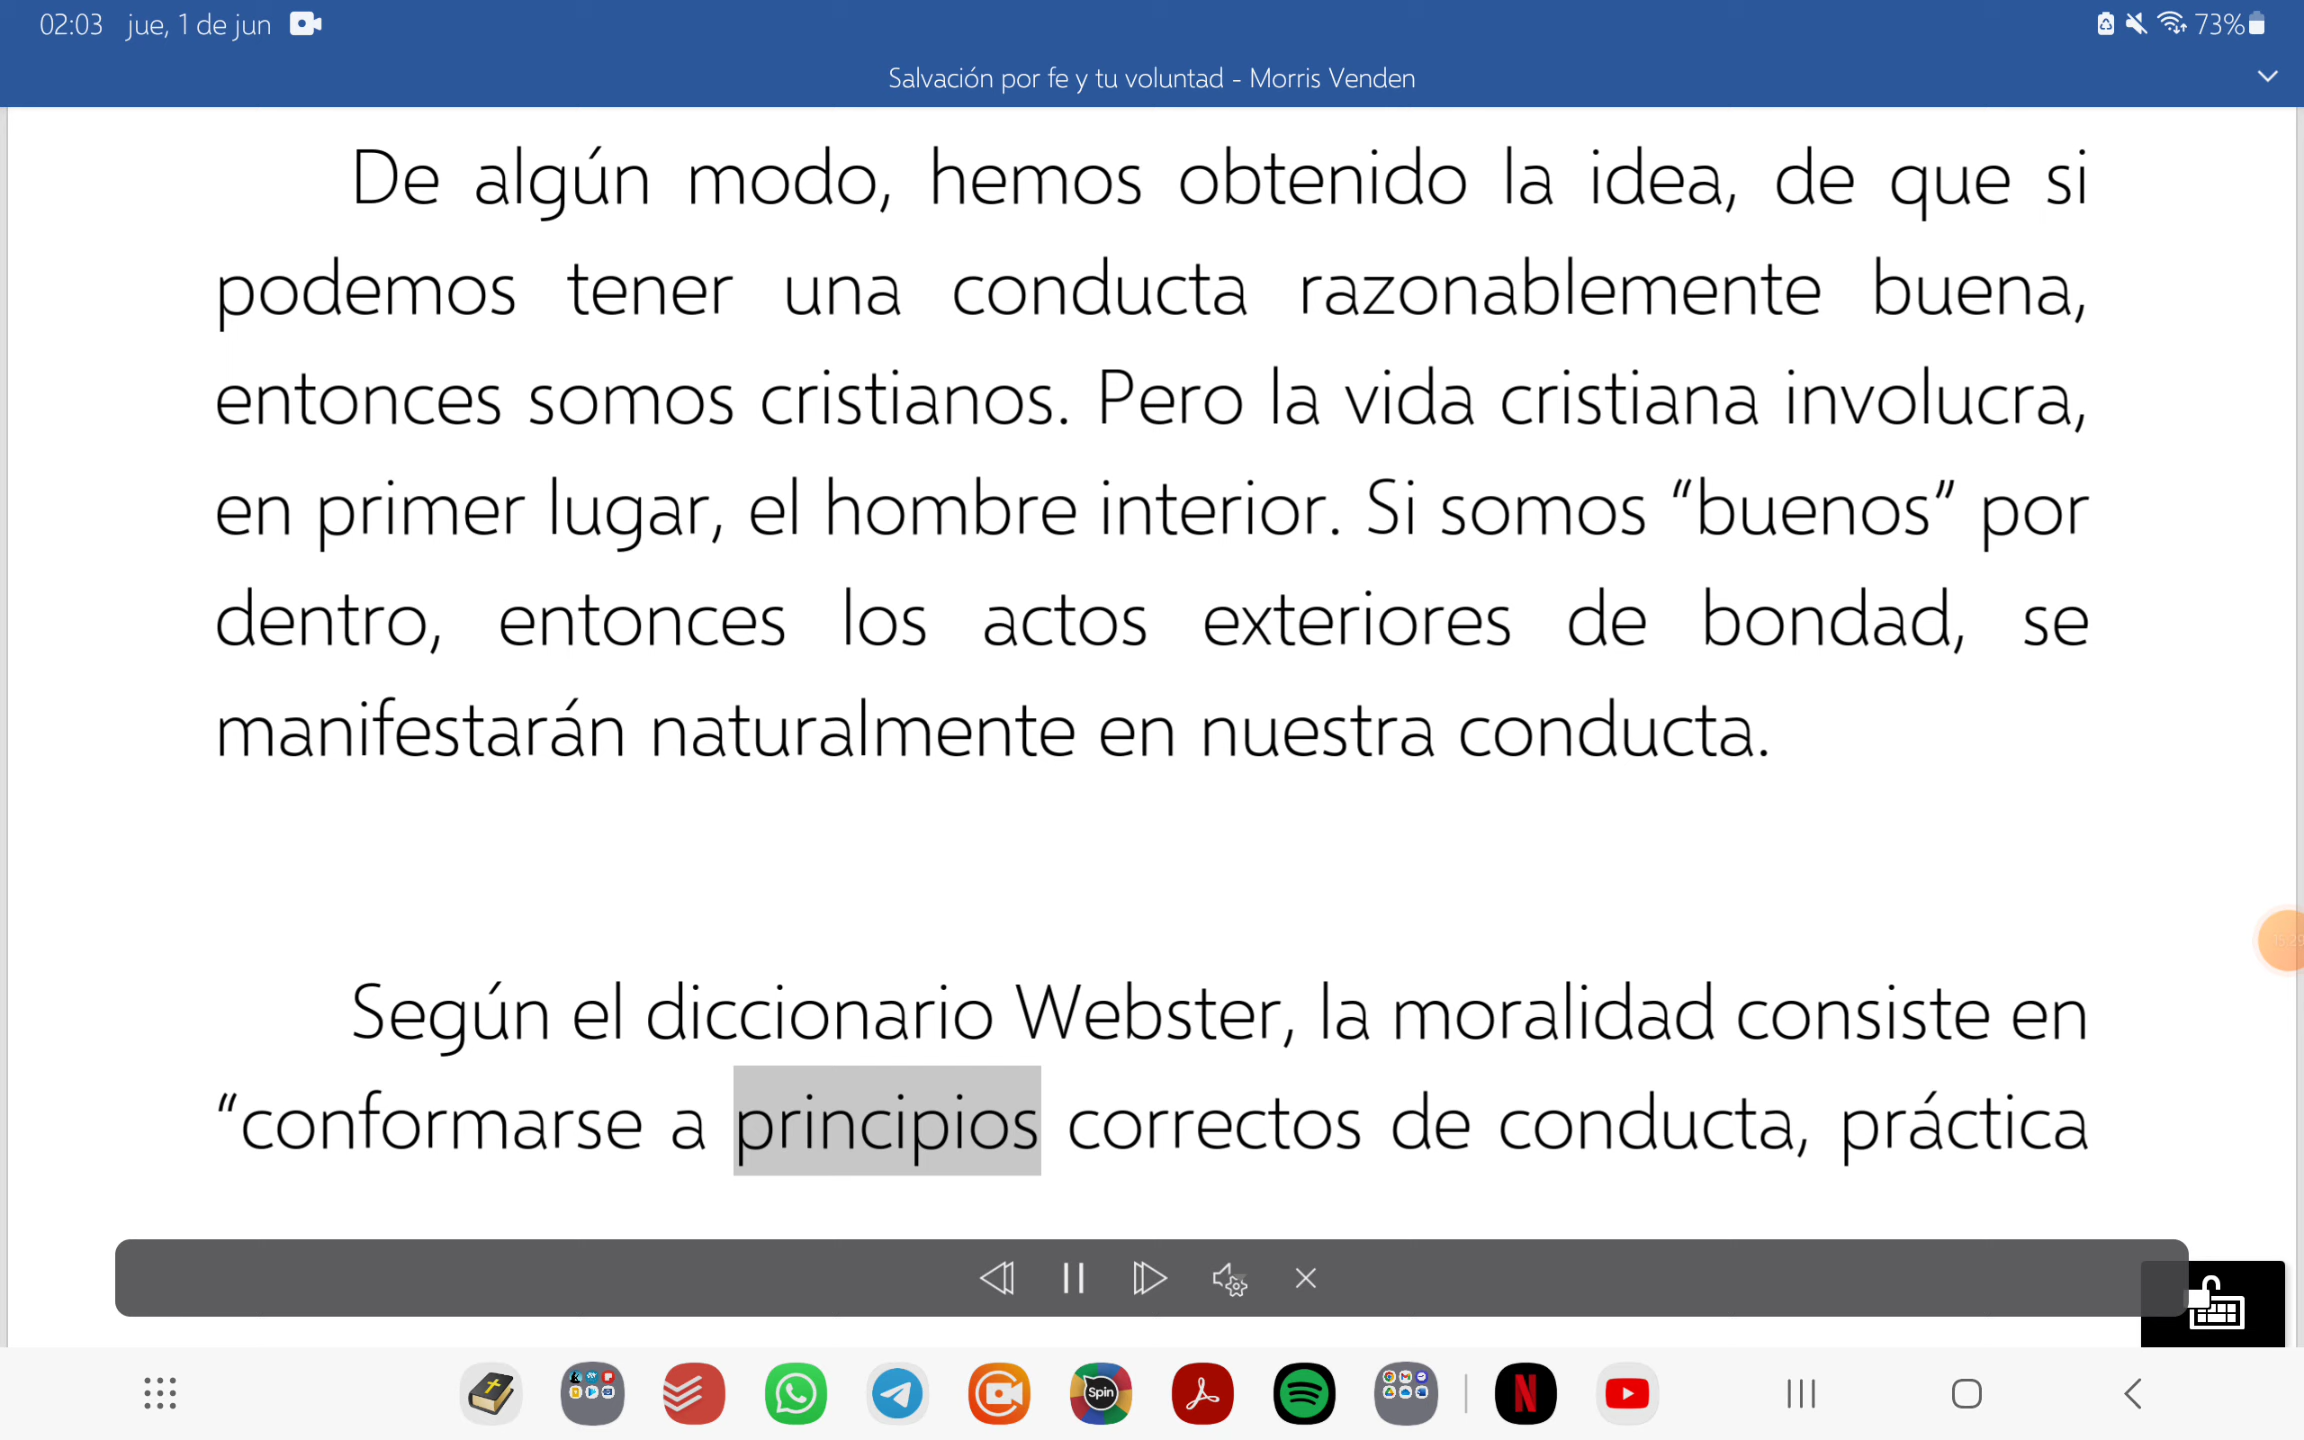 02:03 jue, 1 de jun 73%
Salvación por fe y tu voluntad - Morris Venden
De algún modo, hemos obtenido la idea, de que si
podemos tener una conducta razonablemente buena,
entonces somos cristianos. Pero la vida cristiana involucra,
en primer lugar, el hombre interior. Si somos “buenos” por
dentro, entonces los actos exteriores de bondad, se
manifestarán naturalmente en nuestra conducta.
Según el diccionario Webster, la moralidad consiste en
“conformarse a principios correctos de conducta, práctica
Spin
N